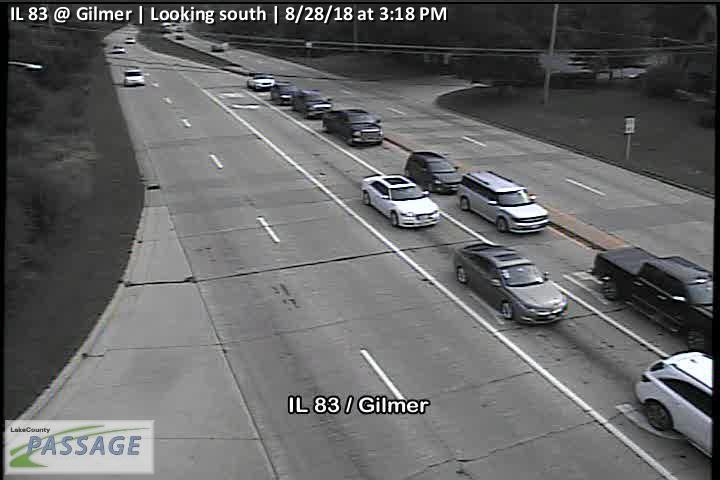 IL 83 @ Gilmer | Looking south | 8/28/18 at 3:18 PM
IL 83 / Gilmer
LakeCounty
PASSAGE